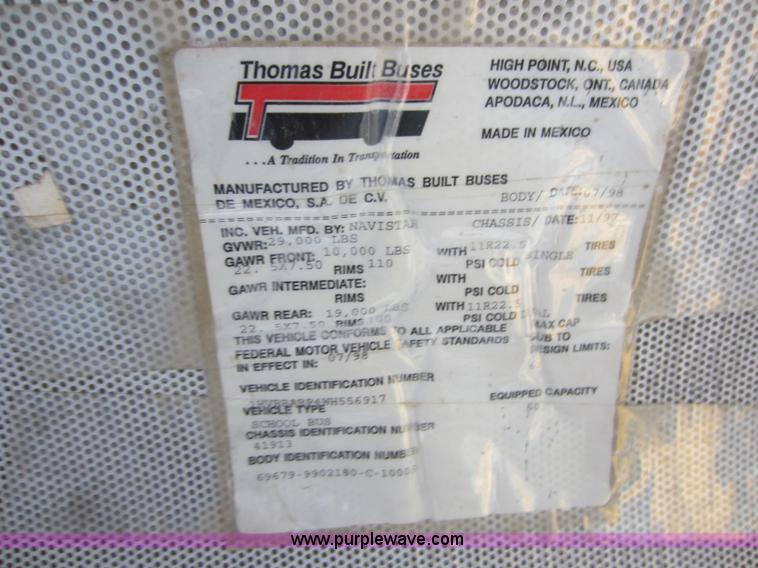 Thomas Built Buses
T
. . .A Tradition In Transportation
HIGH POINT, N.C., USA
WOODSTOCK, ONT., CANADA
APODACA, N.L., MEXICO
MADE IN MEXICO
MANUFACTURED BY THOMAS BUILT BUSES
DE MEXICO, S.A. DE C.V.
BODY/ DATE:07/98
INC. VEH. MFD. BY: NAVISTAR CHASSIS/ DATE:11/97
GVWR:29,000 LBS
GAWR FRONT: 10,000 LBS WITH 11R22.5 TIRES
22. 5X7.50 RIMS 110 PSI COLD SINGLE
GAWR INTERMEDIATE: WITH TIRES
RIMS PSI COLD
GAWR REAR: 19,000 LBS WITH 11R22.5 TIRES
22. 5X7.50 RIMS PSI COLD DUAL
THIS VEHICLE CONFORMS TO ALL APPLICABLE MAX CAP
FEDERAL MOTOR VEHICLE SAFETY STANDARDS SUB TO
IN EFFECT IN: 07/98 DESIGN LIMITS:
VEHICLE IDENTIFICATION NUMBER
EQUIPPED CAPACITY
VEHICLE TYPE
SCHOOL BUS
CHASSIS IDENTIFICATION NUMBER
41913
BODY IDENTIFICATION NUMBER
69679-9902180-C-1000
www.purplewave.com